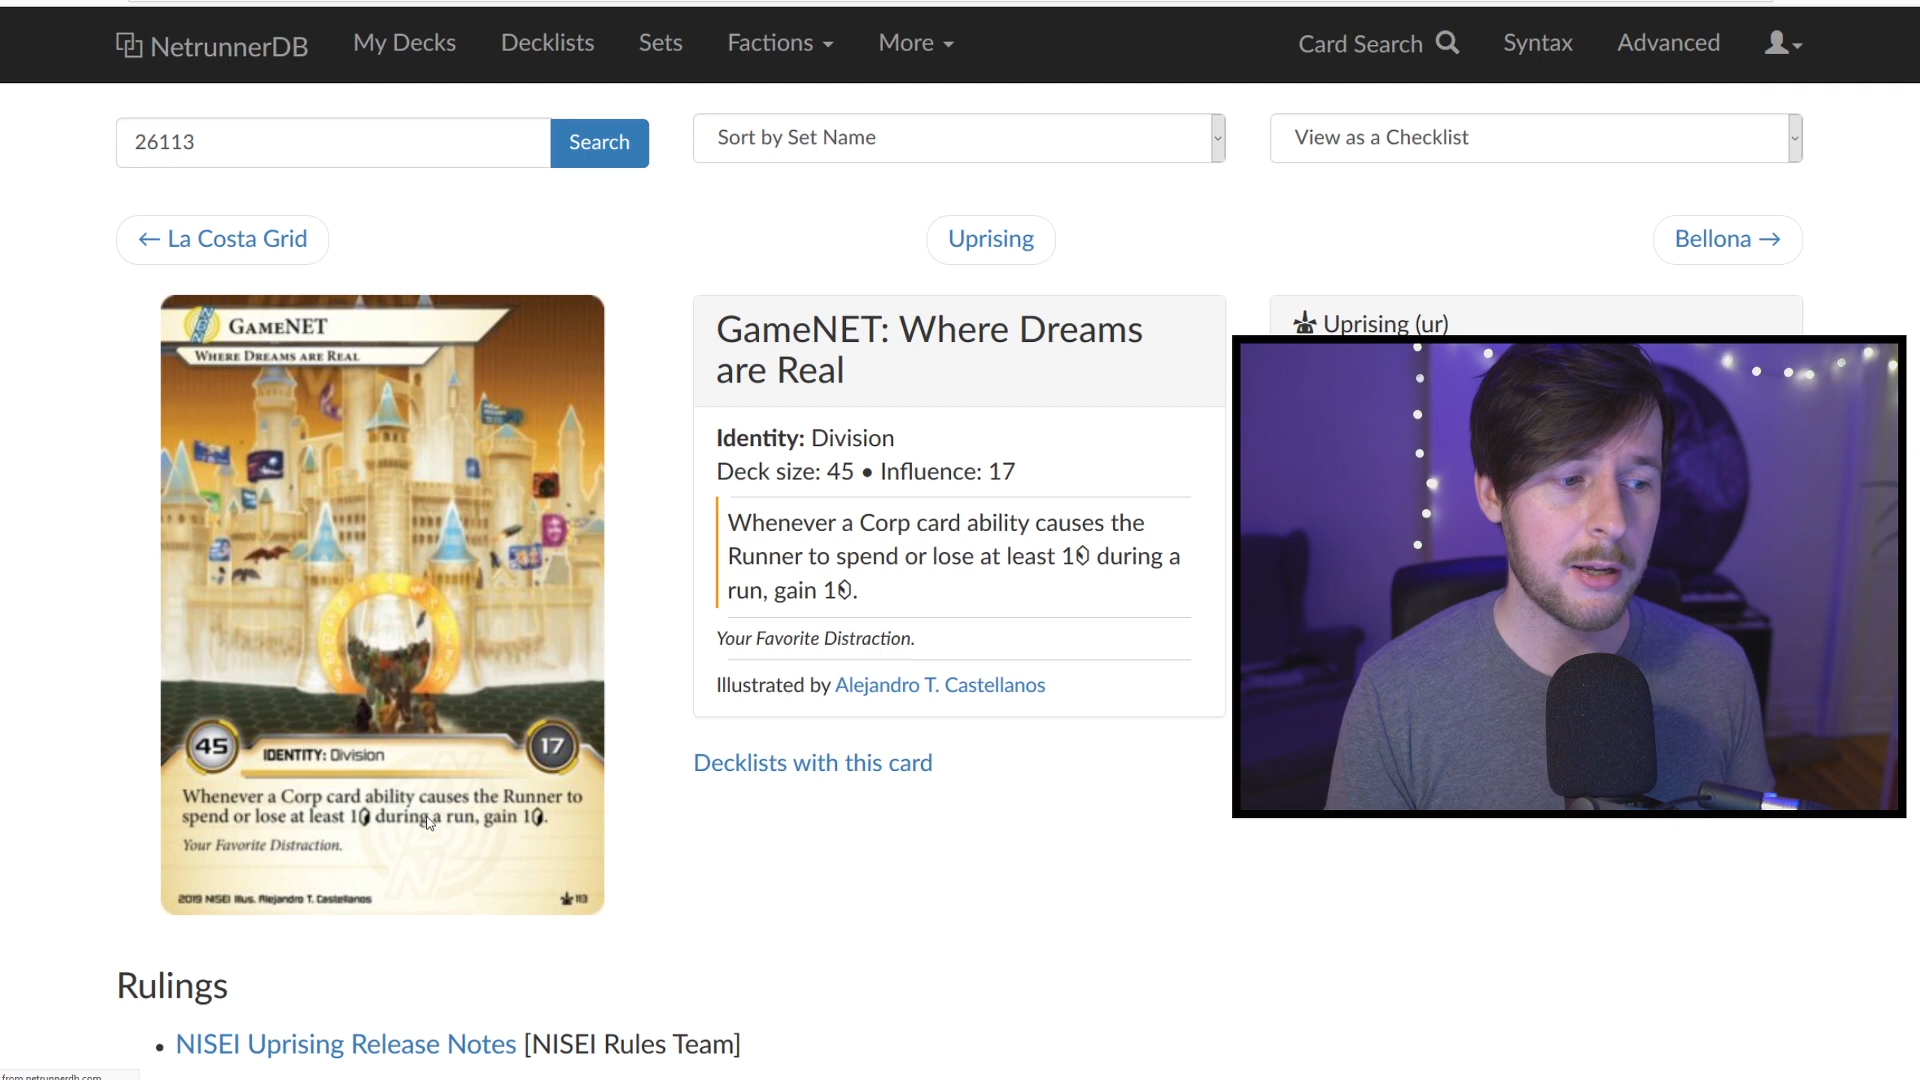 NetrunnerDB My Decks Decklists Sets Factions More Card Search Syntax Advanced
26113 Search Sort by Set Name View as a Checklist
← La Costa Grid Uprising Bellona →
GAMENET
WHERE DREAMS ARE REAL
45 IDENTITY: Division 17
Whenever a Corp card ability causes the Runner to
spend or lose at least 1 during a run, gain 1.
Your Favorite Distraction.
2019 NISEI Illus. Alejandro T. Castellanos 113
GameNET: Where Dreams
are Real
Identity: Division
Deck size: 45 • Influence: 17
Whenever a Corp card ability causes the
Runner to spend or lose at least 1 during a
run, gain 1.
Your Favorite Distraction.
Illustrated by Alejandro T. Castellanos
Decklists with this card
Uprising (ur)
Rulings
• NISEI Uprising Release Notes [NISEI Rules Team]
from netrunnerdb.com